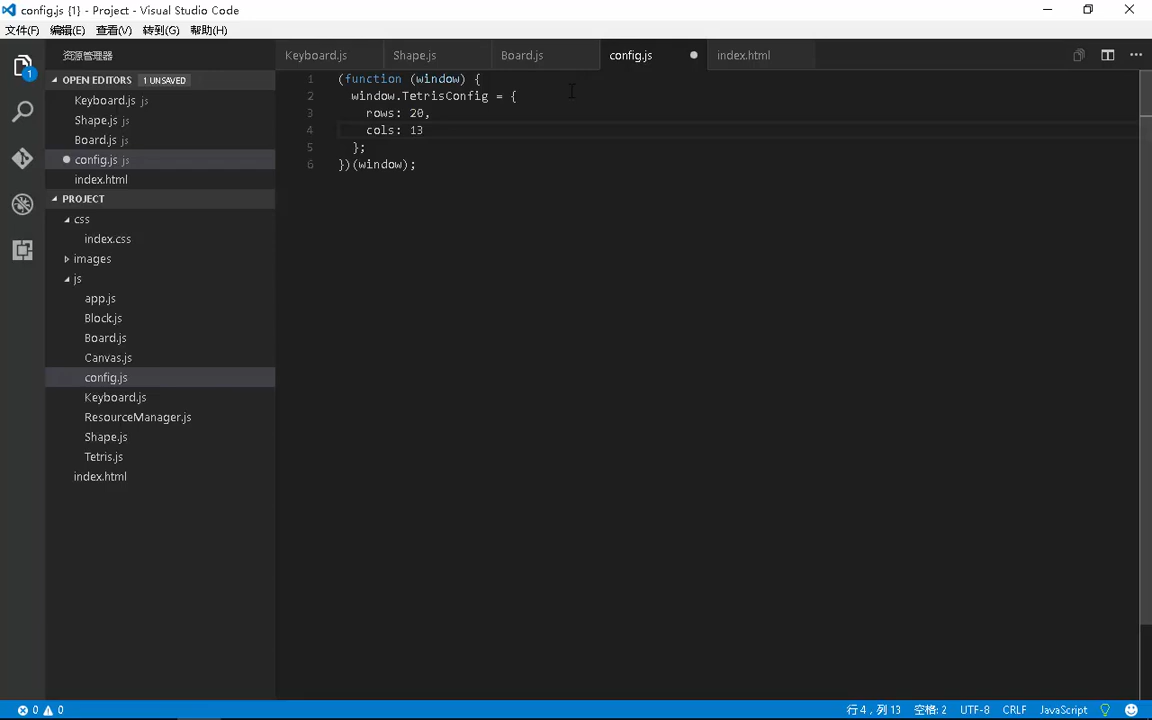 config.js {1} - Project - Visual Studio Code
文件(F) 编辑(E) 查看(V) 转到(G) 帮助(H)
资源管理器
OPEN EDITORS 1 UNSAVED
Keyboard.js js
Shape.js js
Board.js js
config.js js
index.html
PROJECT
css
index.css
images
js
app.js
Block.js
Board.js
Canvas.js
config.js
Keyboard.js
ResourceManager.js
Shape.js
Tetris.js
index.html
1
Keyboard.js Shape.js Board.js config.js index.html
1 (function (window) {
2 window.TetrisConfig = {
3 rows: 20,
4 cols: 13
5 };
6 })(window);
0 0 行 4，列 13 空格: 2 UTF-8 CRLF JavaScript